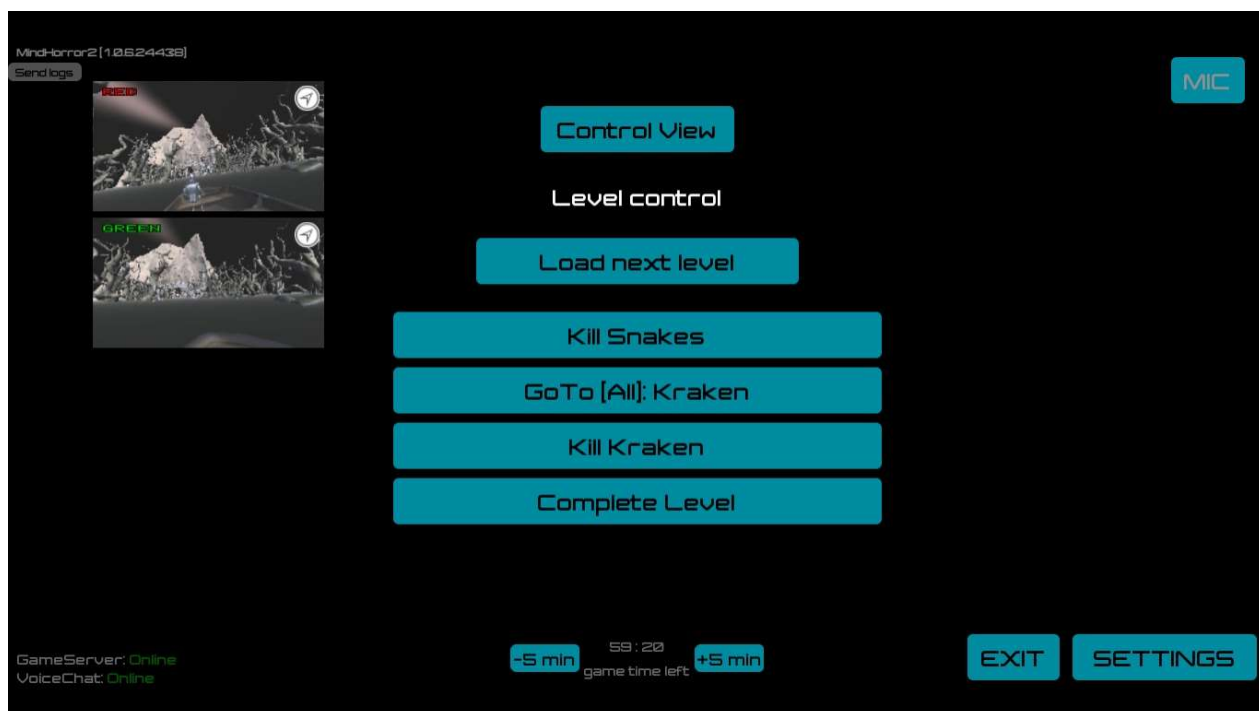 MindHorror2 [1.0.6.24438]
Send logs
MIC
RED
GREEN
Control View
Level control
Load next level
Kill Snakes
GoTo [All]: Kraken
Kill Kraken
Complete Level
GameServer: Online
VoiceChat: Online
-5 min
59:20
game time left
+5 min
EXIT
SETTINGS